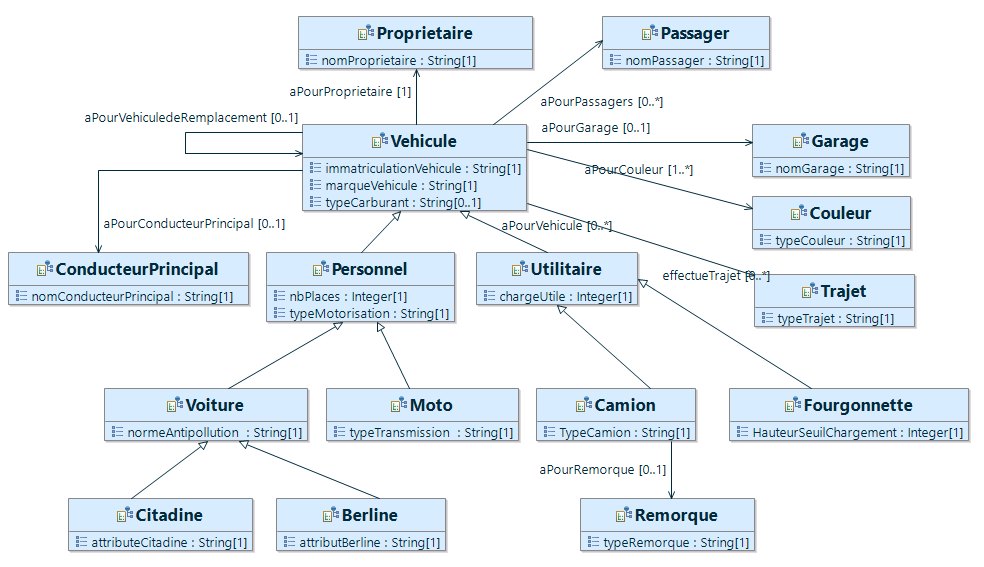 Proprietaire
nomProprietaire : String[1]
Passager
nomPassager : String[1]
aPourProprietaire [1]
aPourPassagers [0..*]
aPourVehiculedeRemplacement [0..1]
aPourGarage [0..1]
Vehicule
immatriculationVehicule : String[1]
marqueVehicule : String[1]
typeCarburant : String[0..1]
Garage
nomGarage : String[1]
aPourCouleur [1..*]
Couleur
typeCouleur : String[1]
aPourConducteurPrincipal [0..1]
aPourVehicule [0..*]
ConducteurPrincipal
nomConducteurPrincipal : String[1]
Personnel
nbPlaces : Integer[1]
typeMotorisation : String[1]
Utilitaire
chargeUtile : Integer[1]
effectueTrajet [0..*]
Trajet
typeTrajet : String[1]
Voiture
normeAntipollution : String[1]
Moto
typeTransmission : String[1]
Camion
TypeCamion : String[1]
Fourgonnette
HauteurSeuilChargement : Integer[1]
aPourRemorque [0..1]
Citadine
attributeCitadine : String[1]
Berline
attributBerline : String[1]
Remorque
typeRemorque : String[1]